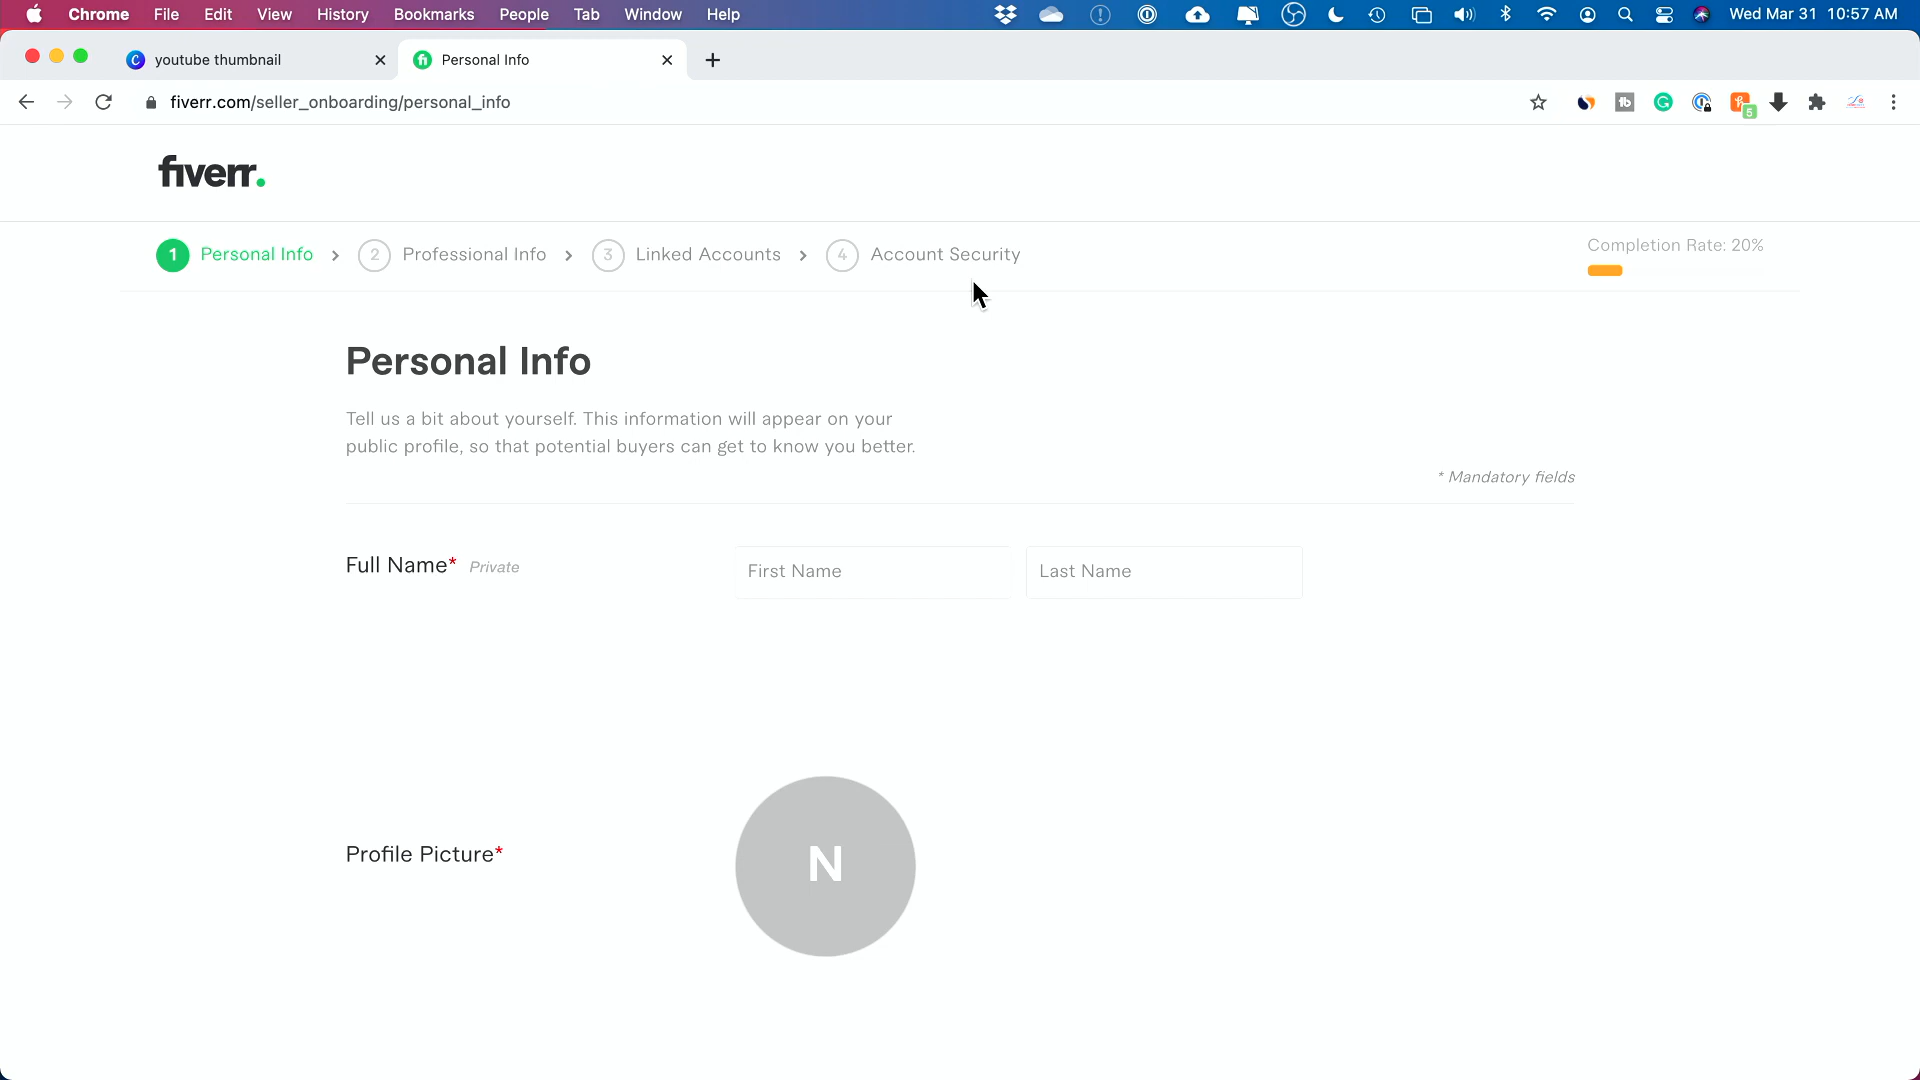 Chrome File Edit View History Bookmarks People Tab Window Help Wed Mar 31 10:57 AM
youtube thumbnail Personal Info
fiverr.com/seller_onboarding/personal_info 5
fiverr.
1 Personal Info 2 Professional Info 3 Linked Accounts 4 Account Security Completion Rate: 20%
Personal Info
Tell us a bit about yourself. This information will appear on your
public profile, so that potential buyers can get to know you better.
* Mandatory fields
Full Name* Private First Name Last Name
Profile Picture* N